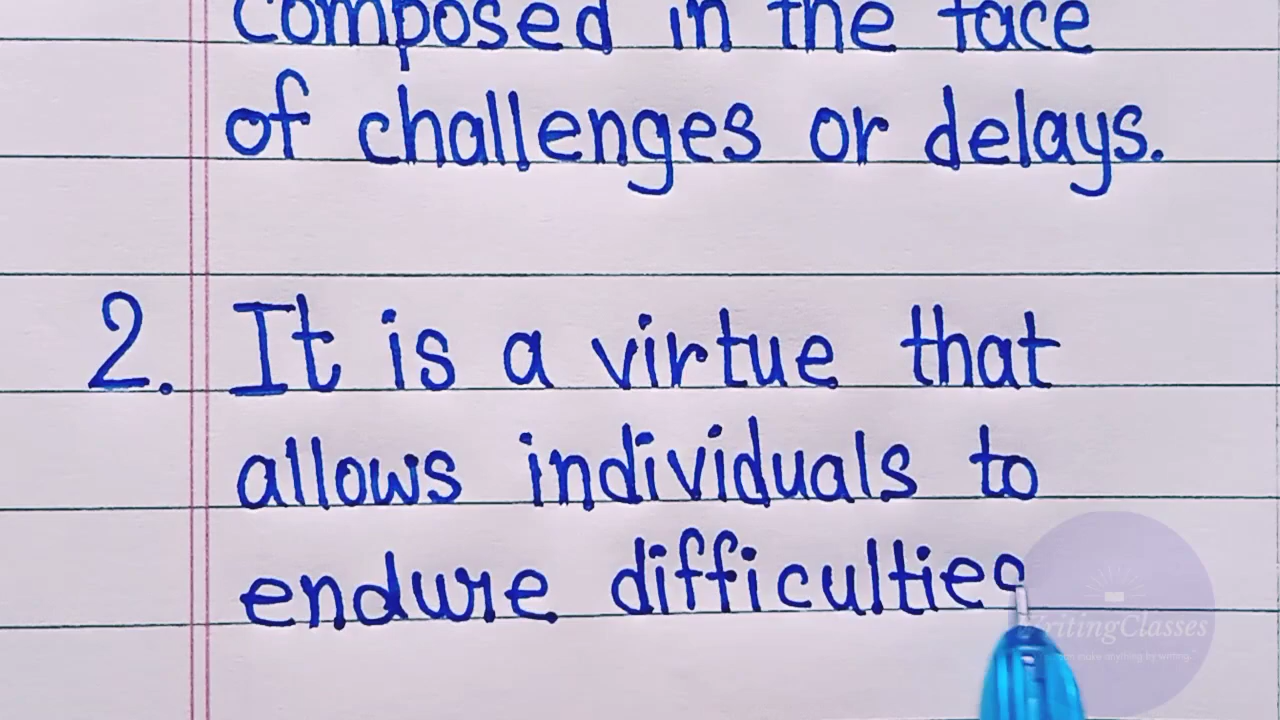 composed in the face
of challenges or delays.
2. It is a virtue that
allows individuals to
endure difficulties
WritingClasses